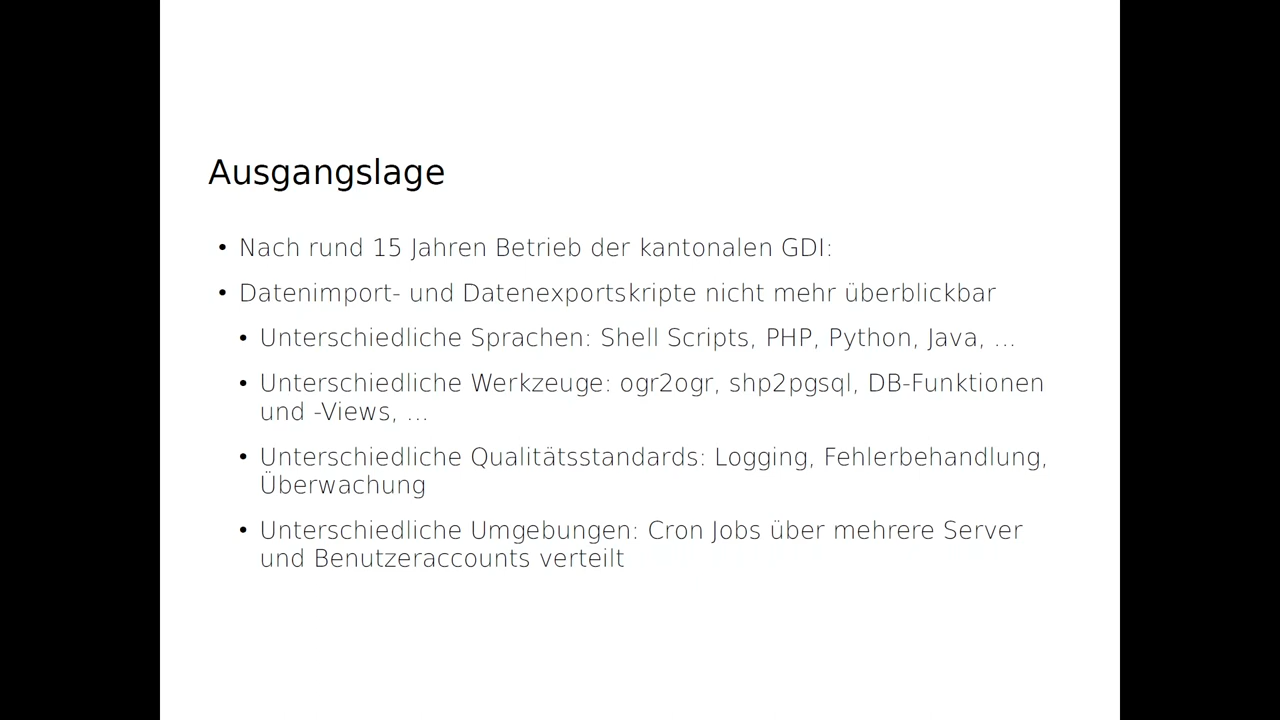 Ausgangslage
• Nach rund 15 Jahren Betrieb der kantonalen GDI:
• Datenimport- und Datenexportskripte nicht mehr überblickbar
• Unterschiedliche Sprachen: Shell Scripts, PHP, Python, Java, ...
• Unterschiedliche Werkzeuge: ogr2ogr, shp2pgsql, DB-Funktionen
und -Views, ...
• Unterschiedliche Qualitätsstandards: Logging, Fehlerbehandlung,
Überwachung
• Unterschiedliche Umgebungen: Cron Jobs über mehrere Server
und Benutzeraccounts verteilt